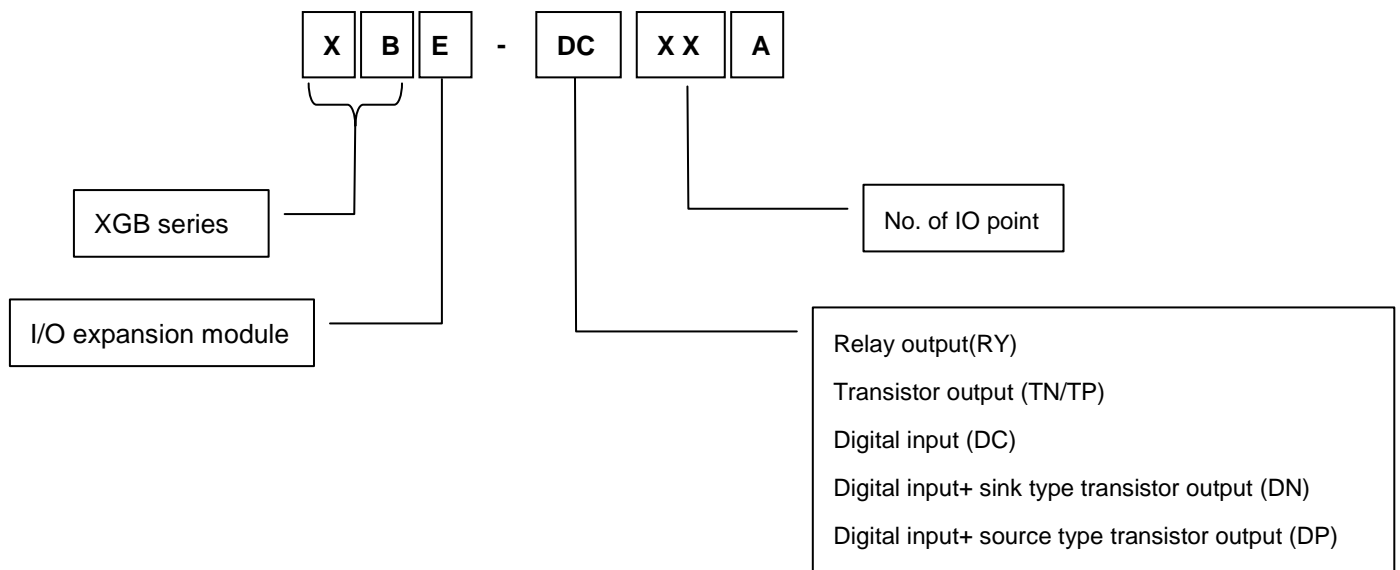 X B E - DC X X A
XGB series
No. of IO point
I/O expansion module
Relay output(RY)
Transistor output (TN/TP)
Digital input (DC)
Digital input+ sink type transistor output (DN)
Digital input+ source type transistor output (DP)